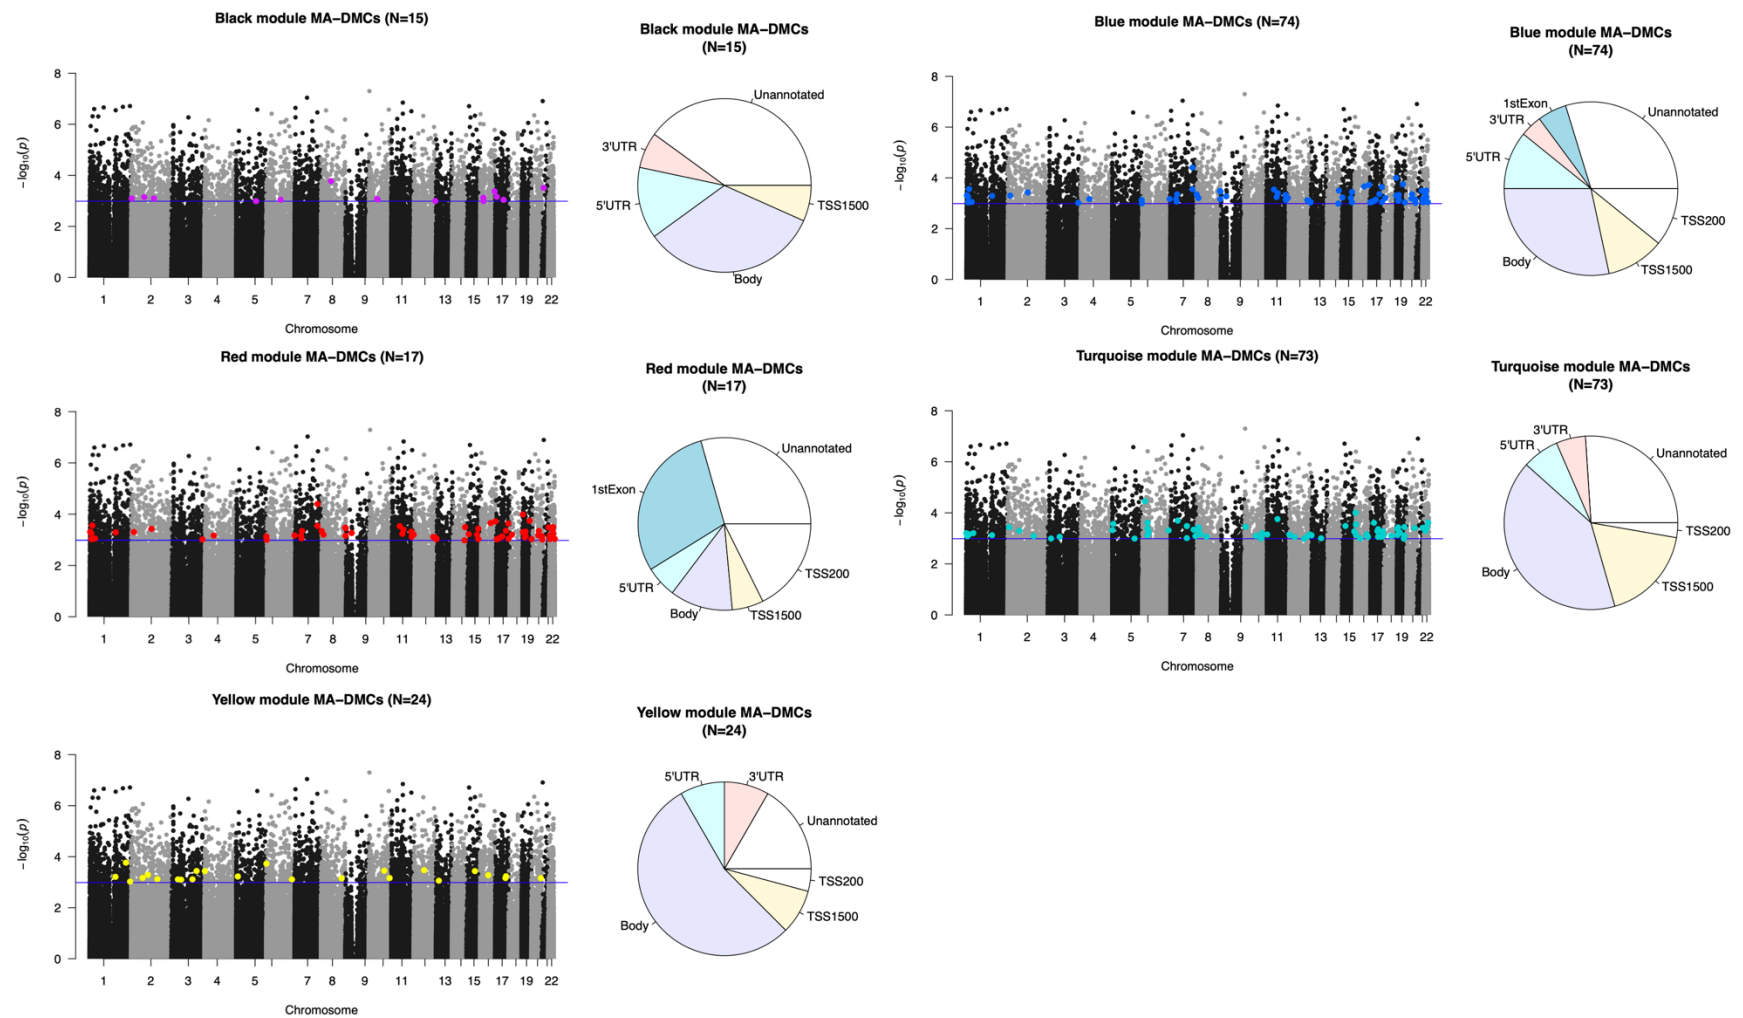 Black module MA−DMCs (N=15)
−log10(p)
8
6
4
2
0
1 2 3 4 5 7 8 9 11 13 15 17 19 22
Chromosome
Black module MA−DMCs
(N=15)
Unannotated
3'UTR
5'UTR
TSS1500
Body
Blue module MA−DMCs (N=74)
−log10(p)
8
6
4
2
0
1 2 3 4 5 7 8 9 11 13 15 17 19 22
Chromosome
Blue module MA−DMCs
(N=74)
1stExon
Unannotated
3'UTR
5'UTR
TSS200
Body
TSS1500
Red module MA−DMCs (N=17)
−log10(p)
8
6
4
2
0
1 2 3 4 5 7 8 9 11 13 15 17 19 22
Chromosome
Red module MA−DMCs
(N=17)
Unannotated
1stExon
TSS200
5'UTR
Body
TSS1500
Turquoise module MA−DMCs (N=73)
−log10(p)
8
6
4
2
0
1 2 3 4 5 7 8 9 11 13 15 17 19 22
Chromosome
Turquoise module MA−DMCs
(N=73)
3'UTR
5'UTR
Unannotated
TSS200
Body
TSS1500
Yellow module MA−DMCs (N=24)
−log10(p)
8
6
4
2
0
1 2 3 4 5 7 8 9 11 13 15 17 19 22
Chromosome
Yellow module MA−DMCs
(N=24)
5'UTR
3'UTR
Unannotated
TSS200
TSS1500
Body